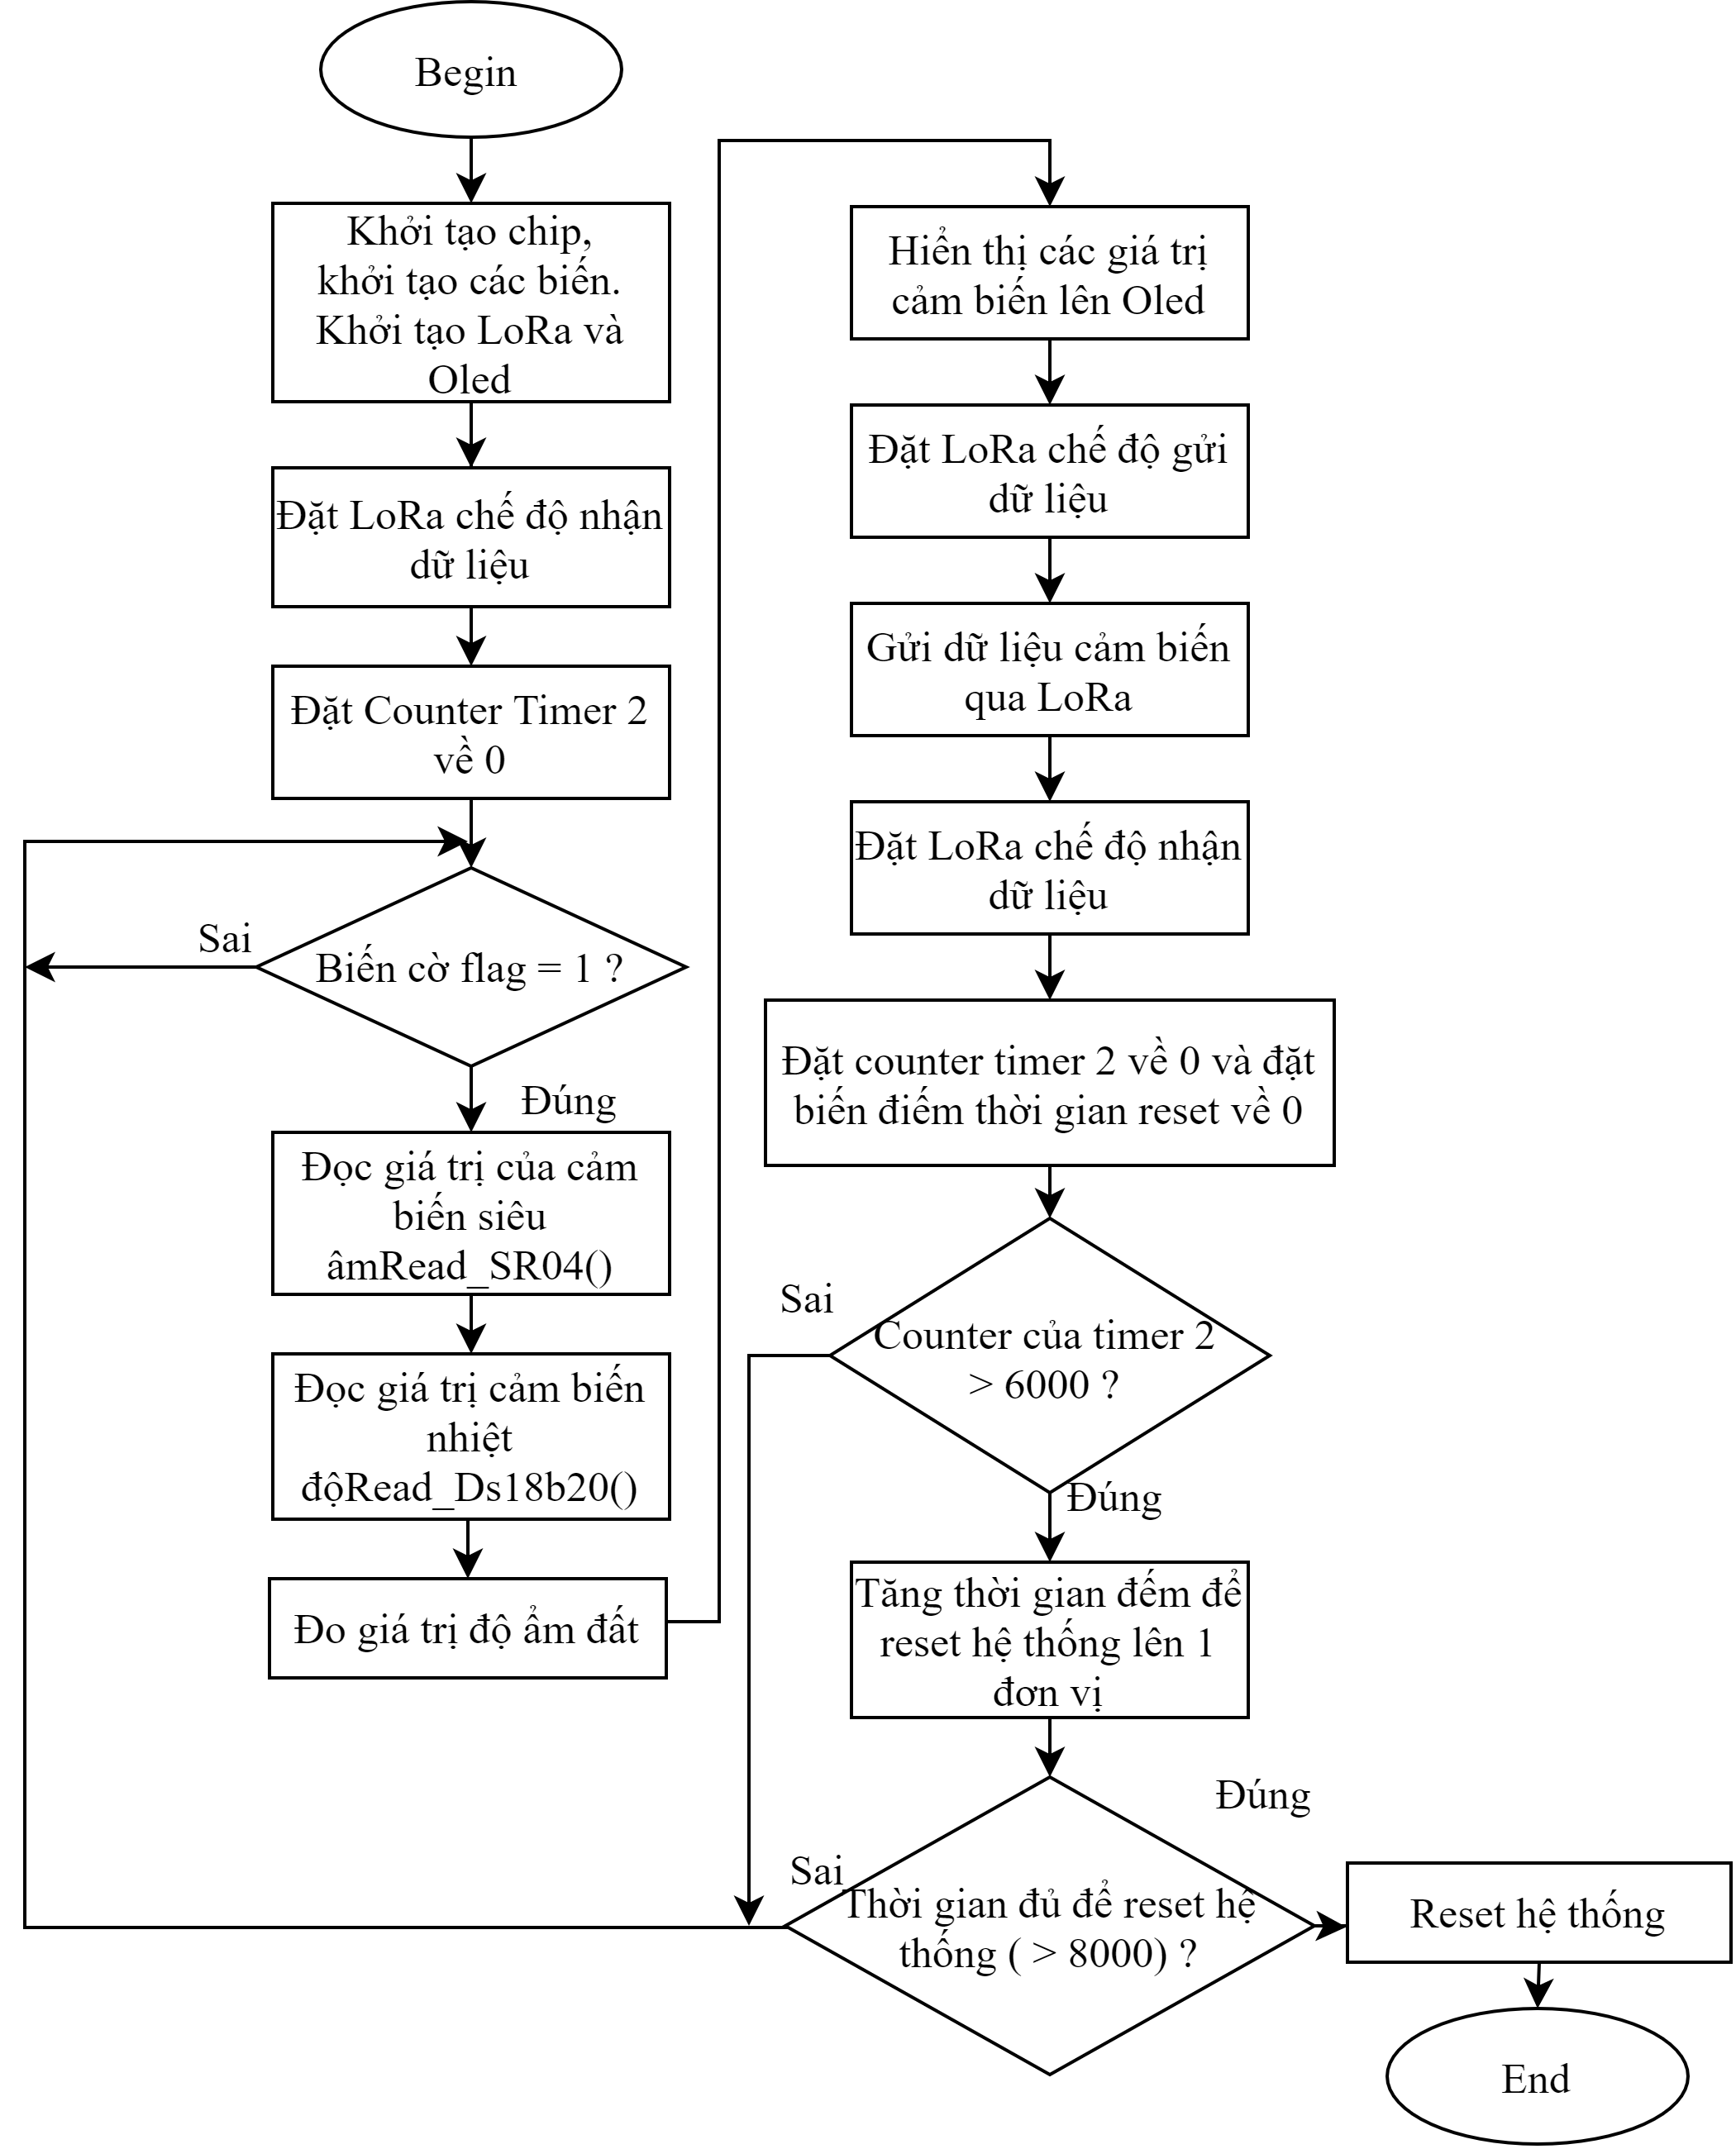 Begin
Khởi tạo chip,
khởi tạo các biến.
Khởi tạo LoRa và
Oled
Đặt LoRa chế độ nhận
dữ liệu
Đặt Counter Timer 2
về 0
Sai
Biến cờ flag = 1 ?
Đúng
Đọc giá trị của cảm
biến siêu
âmRead_SR04()
Đọc giá trị cảm biến
nhiệt
độRead_Ds18b20()
Đo giá trị độ ẩm đất
Hiển thị các giá trị
cảm biến lên Oled
Đặt LoRa chế độ gửi
dữ liệu
Gửi dữ liệu cảm biến
qua LoRa
Đặt LoRa chế độ nhận
dữ liệu
Đặt counter timer 2 về 0 và đặt
biến điếm thời gian reset về 0
Sai
Counter của timer 2
> 6000 ?
Đúng
Tăng thời gian đếm để
reset hệ thống lên 1
đơn vị
Đúng
Sai
Thời gian đủ để reset hệ
thống ( > 8000) ?
Reset hệ thống
End